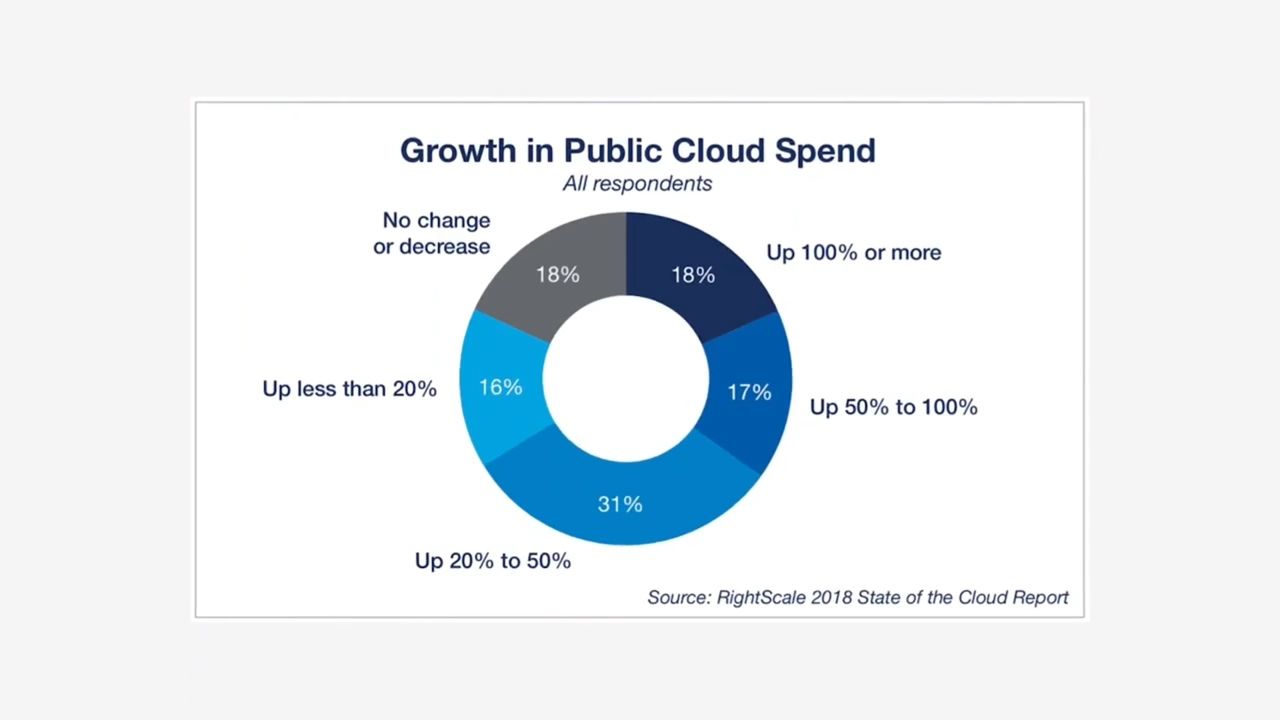 Growth in Public Cloud Spend
All respondents
No change
or decrease
18%
18%
Up 100% or more
Up less than 20%
16%
17%
Up 50% to 100%
31%
Up 20% to 50%
Source: RightScale 2018 State of the Cloud Report